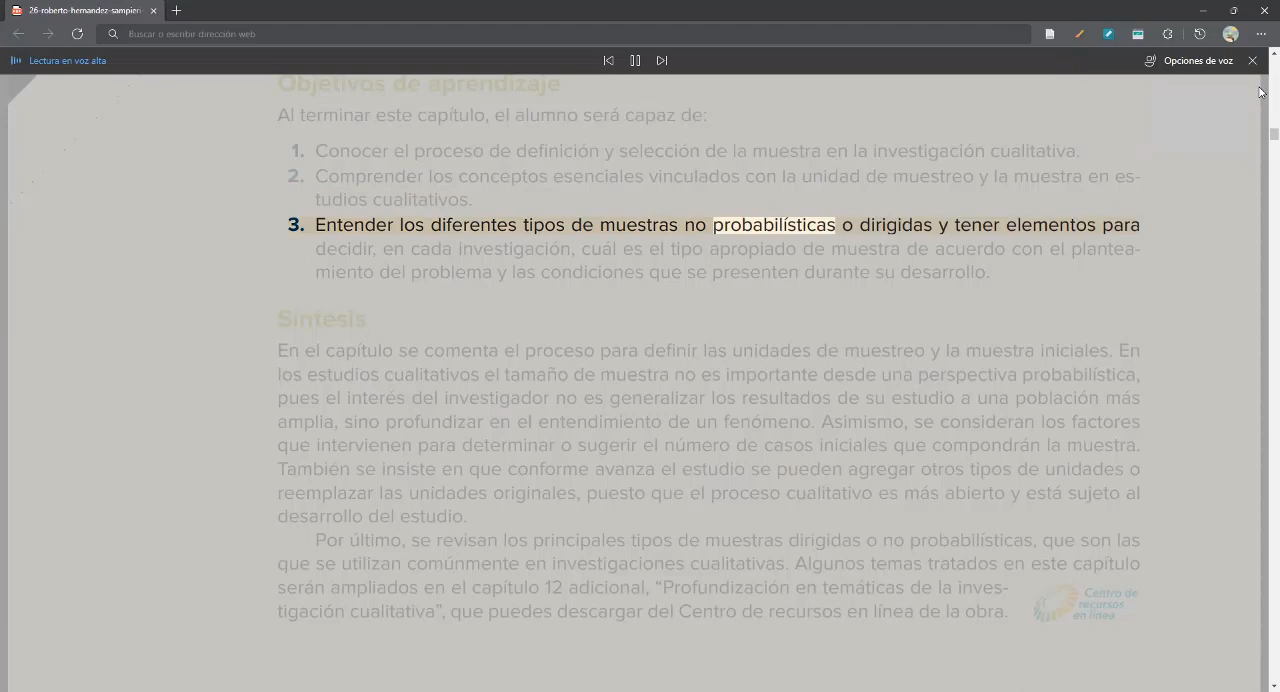 26-roberto-hernandez-sampieri
Buscar o escribir dirección web
Lectura en voz alta
Opciones de voz
Objetivos de aprendizaje
Al terminar este capítulo, el alumno será capaz de:
1. Conocer el proceso de definición y selección de la muestra en la investigación cualitativa.
2. Comprender los conceptos esenciales vinculados con la unidad de muestreo y la muestra en es-
tudios cualitativos.
3. Entender los diferentes tipos de muestras no probabilísticas o dirigidas y tener elementos para
decidir, en cada investigación, cuál es el tipo apropiado de muestra de acuerdo con el plantea-
miento del problema y las condiciones que se presenten durante su desarrollo.
Síntesis
En el capítulo se comenta el proceso para definir las unidades de muestreo y la muestra iniciales. En
los estudios cualitativos el tamaño de muestra no es importante desde una perspectiva probabilística,
pues el interés del investigador no es generalizar los resultados de su estudio a una población más
amplia, sino profundizar en el entendimiento de un fenómeno. Asimismo, se consideran los factores
que intervienen para determinar o sugerir el número de casos iniciales que compondrán la muestra.
También se insiste en que conforme avanza el estudio se pueden agregar otros tipos de unidades o
reemplazar las unidades originales, puesto que el proceso cualitativo es más abierto y está sujeto al
desarrollo del estudio.
Por último, se revisan los principales tipos de muestras dirigidas o no probabilísticas, que son las
que se utilizan comúnmente en investigaciones cualitativas. Algunos temas tratados en este capítulo
serán ampliados en el capítulo 12 adicional, “Profundización en temáticas de la inves-
tigación cualitativa”, que puedes descargar del Centro de recursos en línea de la obra.
Centro de
recursos
en línea